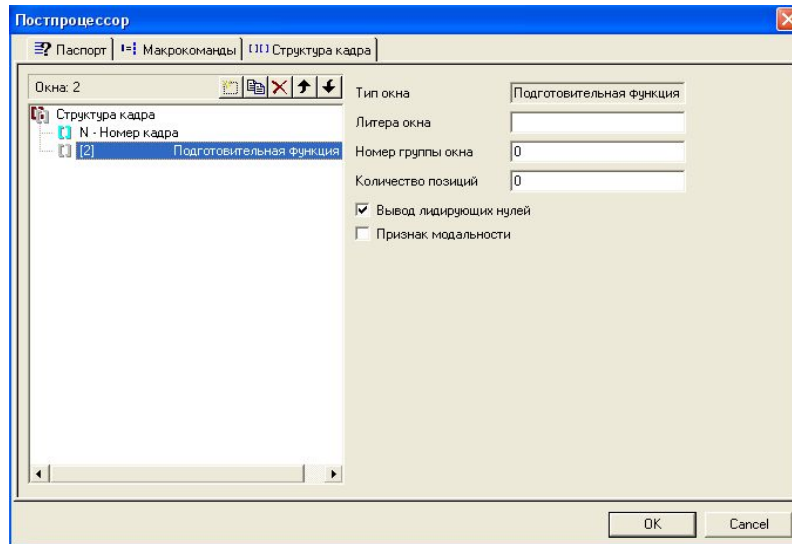 Постпроцессор
Паспорт Макрокоманды Структура кадра
Окна: 2
Структура кадра
N - Номер кадра
[2] Подготовительная функция
Тип окна Подготовительная функция
Литера окна
Номер группы окна 0
Количество позиций 0
Вывод лидирующих нулей
Признак модальности
OK Cancel